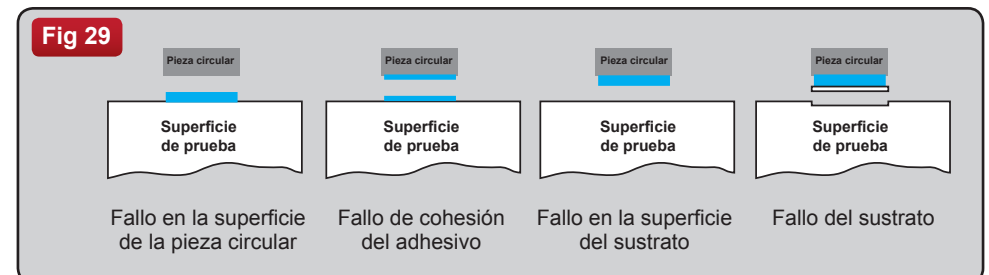 Fig 29
Pieza circular
Pieza circular
Pieza circular
Pieza circular
Superficie
de prueba
Superficie
de prueba
Superficie
de prueba
Superficie
de prueba
Fallo en la superficie
de la pieza circular
Fallo de cohesión
del adhesivo
Fallo en la superficie
del sustrato
Fallo del sustrato